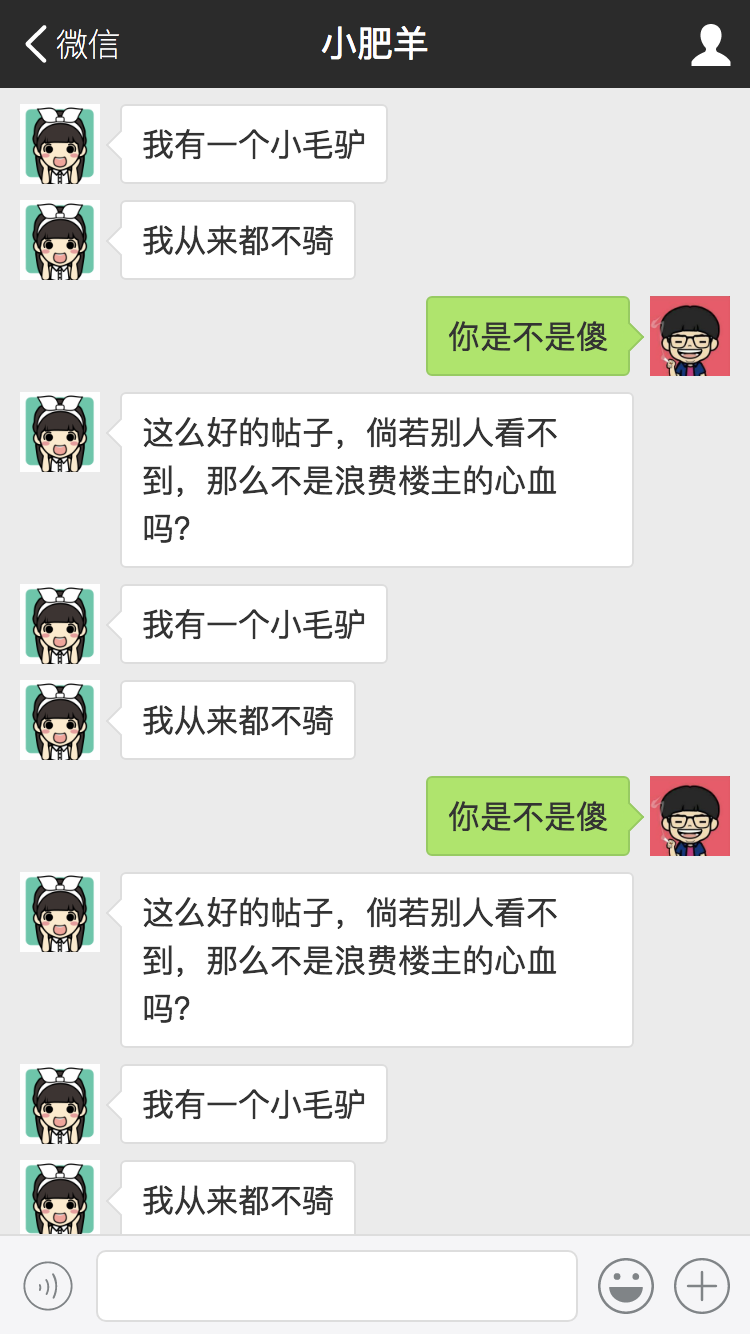 微信
小肥羊
我有一个小毛驴
我从来都不骑
你是不是傻
这么好的帖子，倘若别人看不
到，那么不是浪费楼主的心血
吗?
我有一个小毛驴
我从来都不骑
你是不是傻
这么好的帖子，倘若别人看不
到，那么不是浪费楼主的心血
吗?
我有一个小毛驴
我从来都不骑